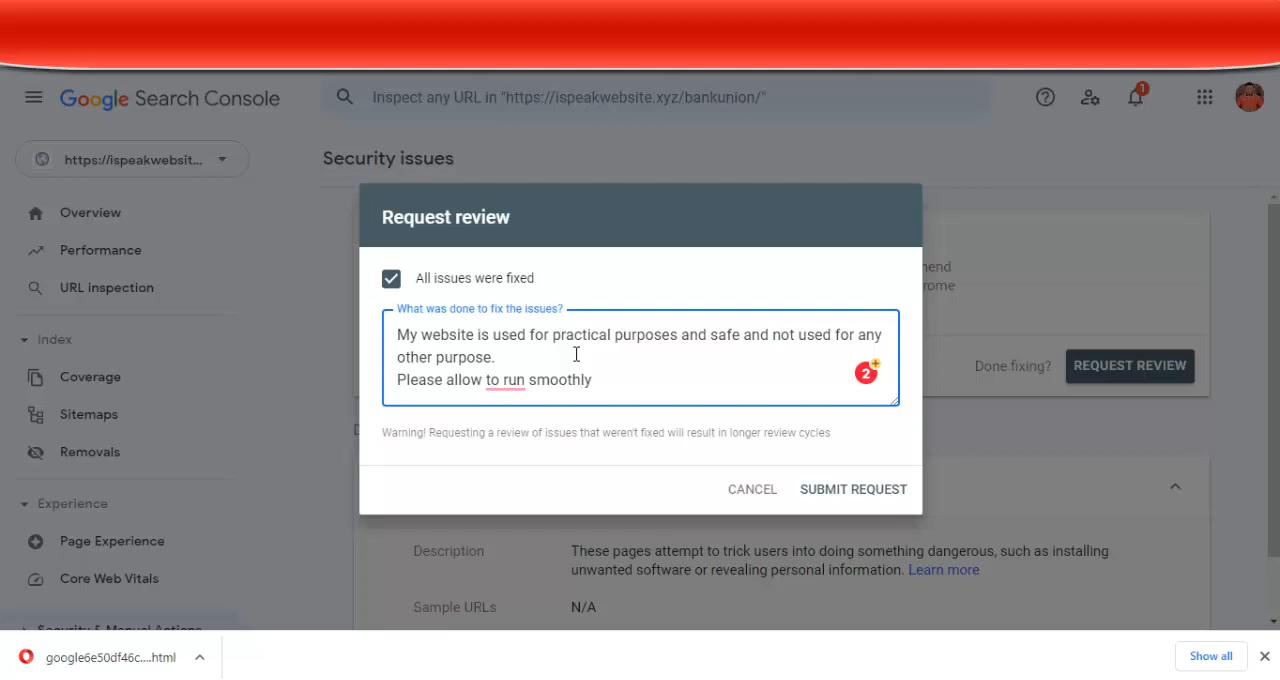 Google Search Console
Inspect any URL in "https://ispeakwebsite.xyz/bankunion/"
1
https://ispeakwebsit...
Security issues
Overview
Performance
URL inspection
Index
Coverage
Sitemaps
Removals
Experience
Page Experience
Core Web Vitals
Security & Manual Actions
Request review
All issues were fixed
What was done to fix the issues?
My website is used for practical purposes and safe and not used for any
other purpose.
Please allow to run smoothly
2
Warning! Requesting a review of issues that weren't fixed will result in longer review cycles
CANCEL
SUBMIT REQUEST
Done fixing?
REQUEST REVIEW
Description
These pages attempt to trick users into doing something dangerous, such as installing
unwanted software or revealing personal information. Learn more
Sample URLs
N/A
google6e50df46c....html
Show all